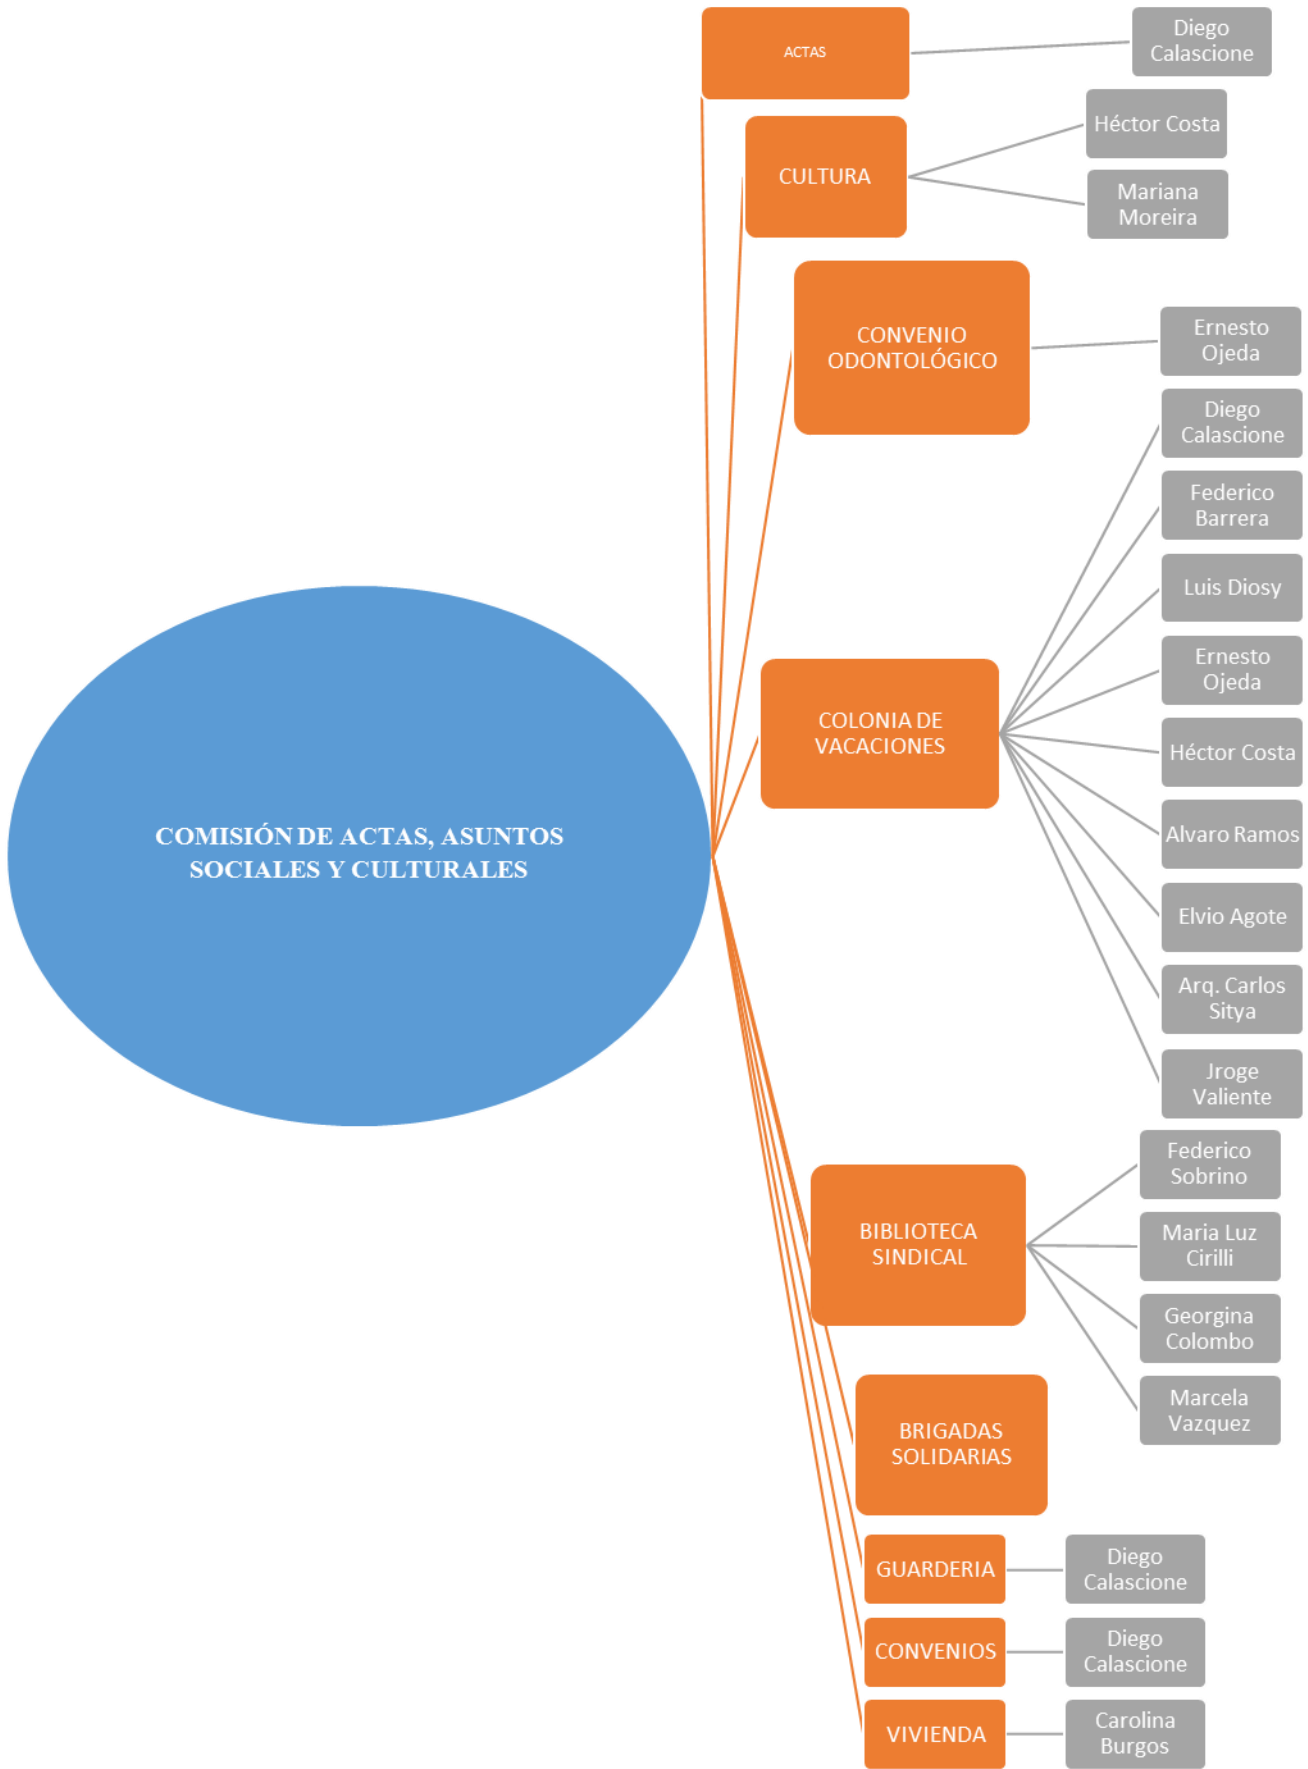 COMISIÓN DE ACTAS, ASUNTOS
SOCIALES Y CULTURALES
ACTAS
Diego
Calascione
CULTURA
Héctor Costa
Mariana
Moreira
CONVENIO
ODONTOLÓGICO
Ernesto
Ojeda
COLONIA DE
VACACIONES
Diego
Calascione
Federico
Barrera
Luis Diosy
Ernesto
Ojeda
Héctor Costa
Alvaro Ramos
Elvio Agote
Arq. Carlos
Sitya
Jroge
Valiente
BIBLIOTECA
SINDICAL
Federico
Sobrino
Maria Luz
Cirilli
Georgina
Colombo
Marcela
Vazquez
BRIGADAS
SOLIDARIAS
GUARDERIA
Diego
Calascione
CONVENIOS
Diego
Calascione
VIVIENDA
Carolina
Burgos